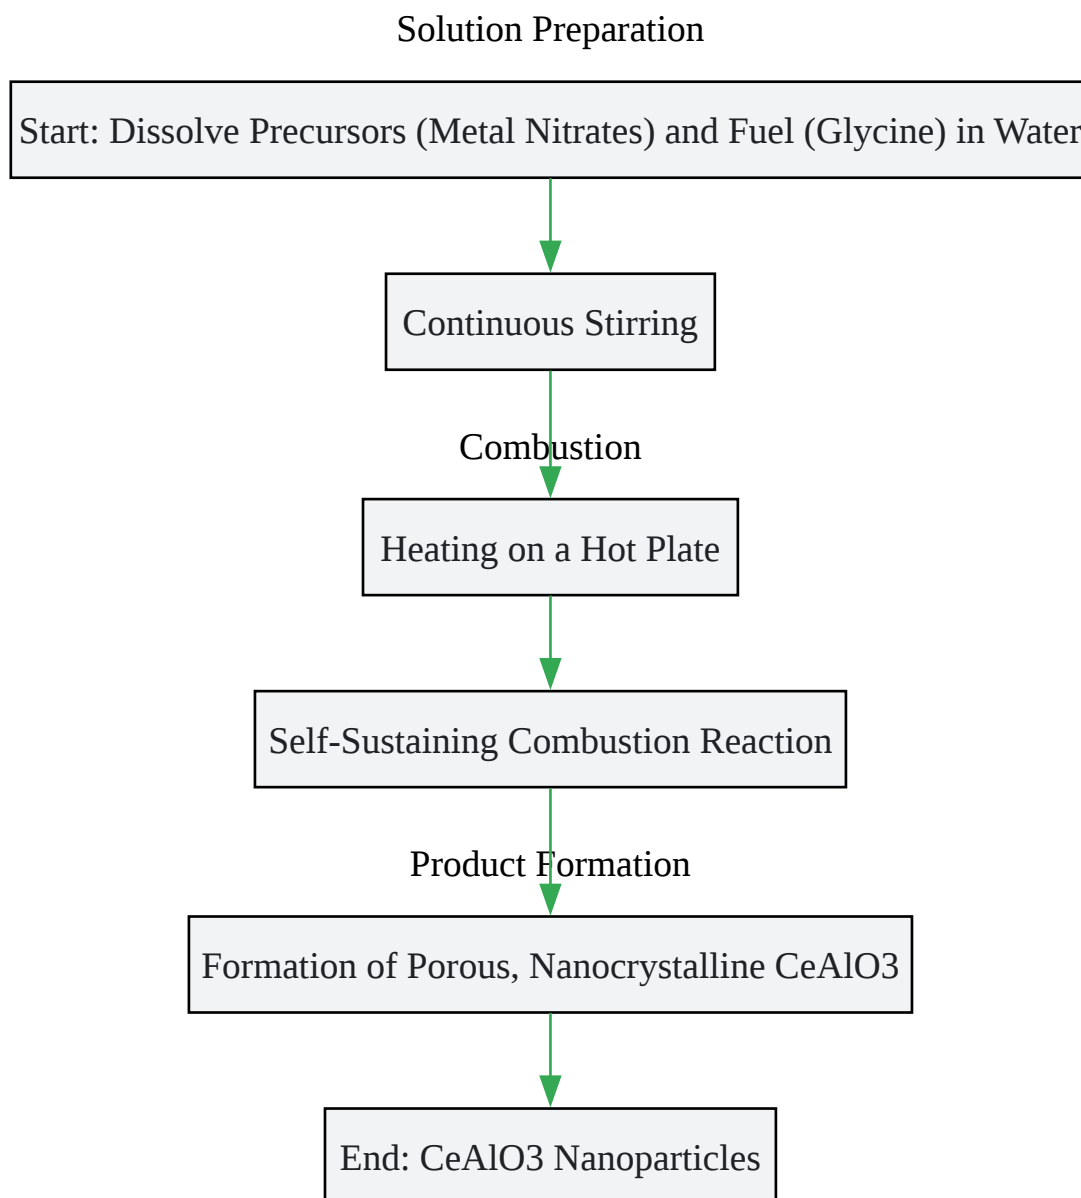 Solution Preparation
Start: Dissolve Precursors (Metal Nitrates) and Fuel (Glycine) in Water
Continuous Stirring
Combustion
Heating on a Hot Plate
Self-Sustaining Combustion Reaction
Product Formation
Formation of Porous, Nanocrystalline CeAlO3
End: CeAlO3 Nanoparticles